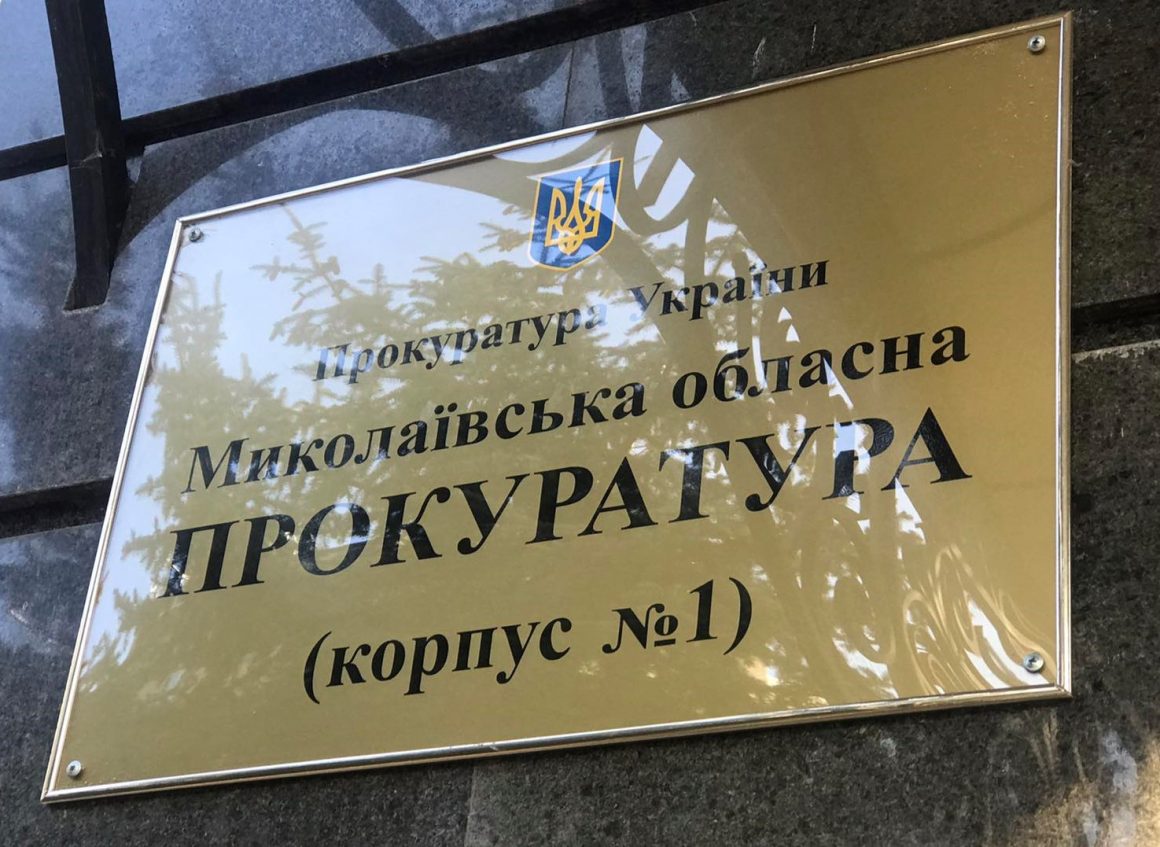 Прокуратура України
Миколаївська обласна
ПРОКУРАТУРА
(корпус №1)